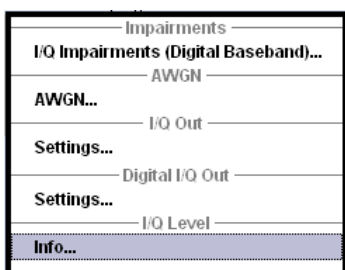 Impairments
I/Q Impairments (Digital Baseband)...
AWGN
AWGN...
I/Q Out
Settings...
Digital I/Q Out
Settings...
I/Q Level
Info...